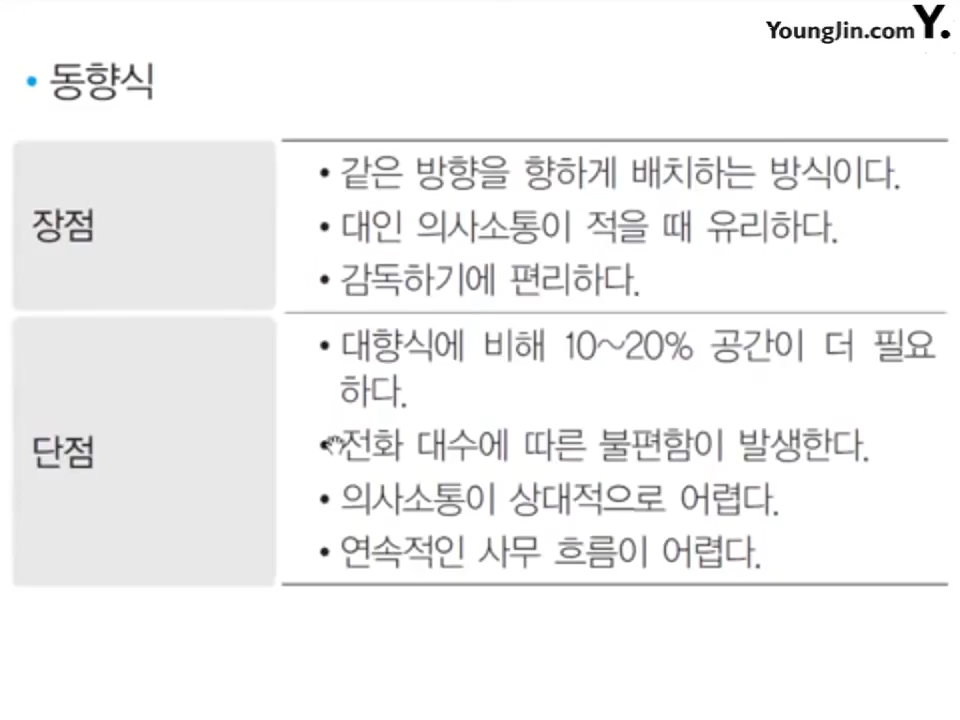 YoungJin.com Y.
• 동향식
장점
• 같은 방향을 향하게 배치하는 방식이다.
• 대인 의사소통이 적을 때 유리하다.
• 감독하기에 편리하다.
단점
• 대향식에 비해 10~20% 공간이 더 필요
하다.
• 전화 대수에 따른 불편함이 발생한다.
• 의사소통이 상대적으로 어렵다.
• 연속적인 사무 흐름이 어렵다.